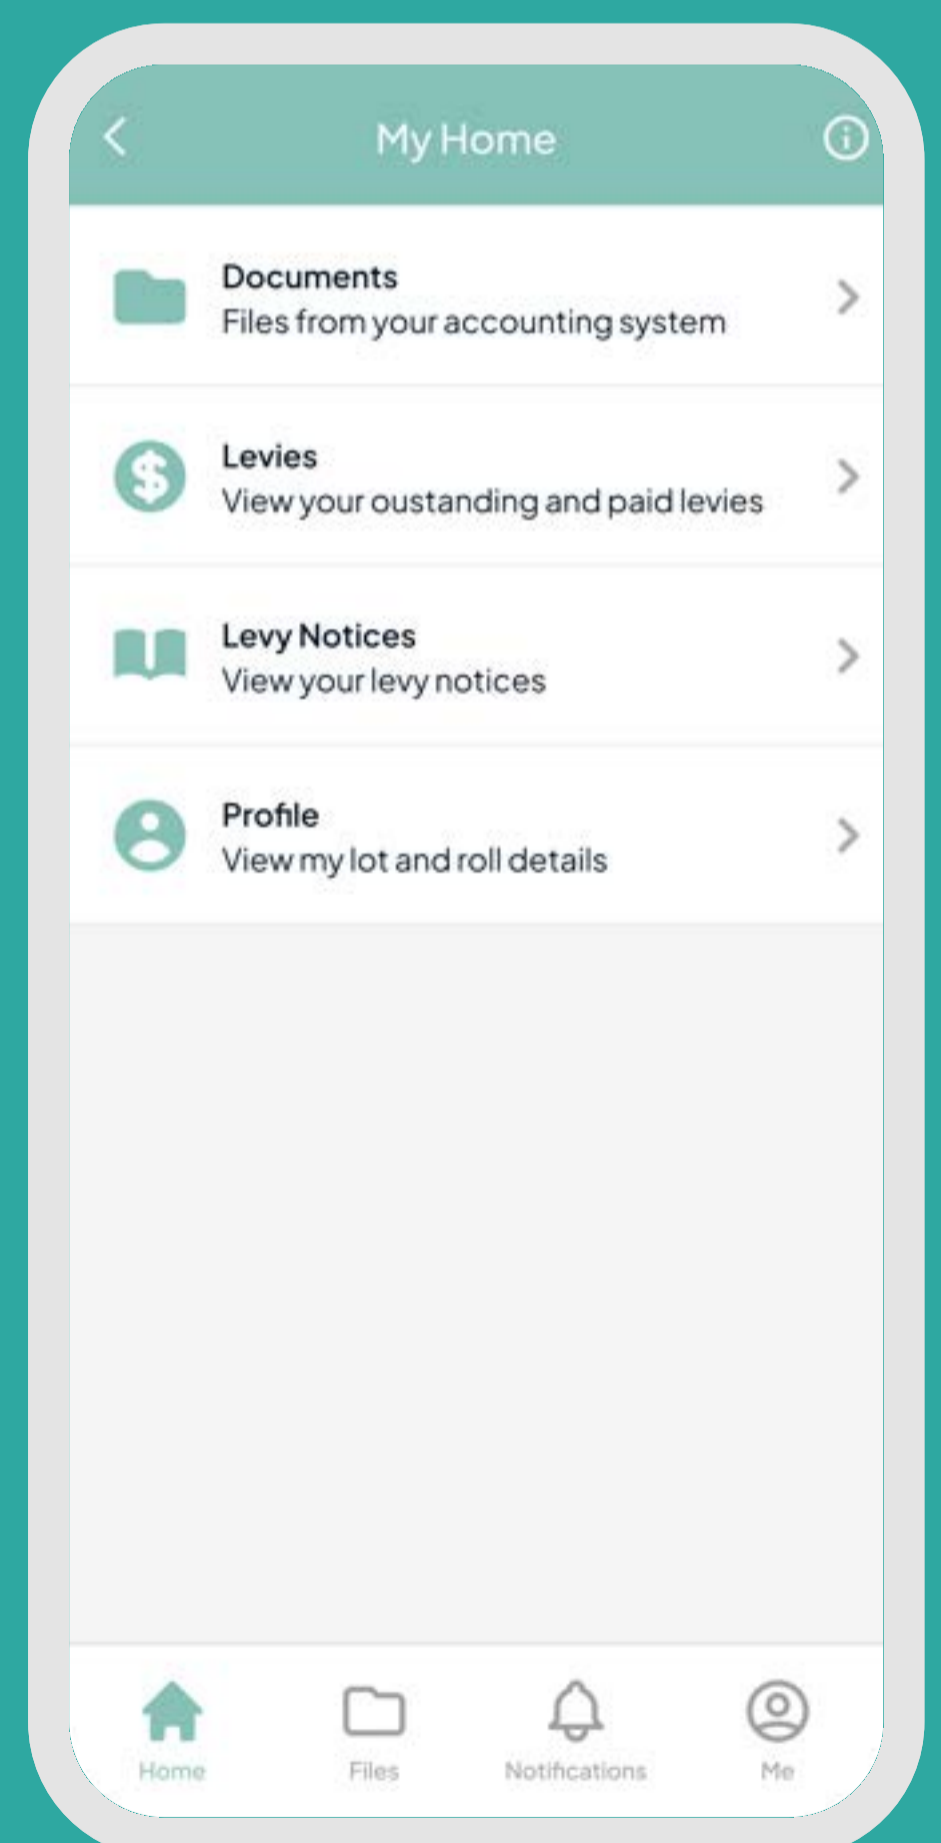 My Home
Documents
Files from your accounting system
Levies
View your oustanding and paid levies
Levy Notices
View your levy notices
Profile
View my lot and roll details
Home
Files
Notifications
Me